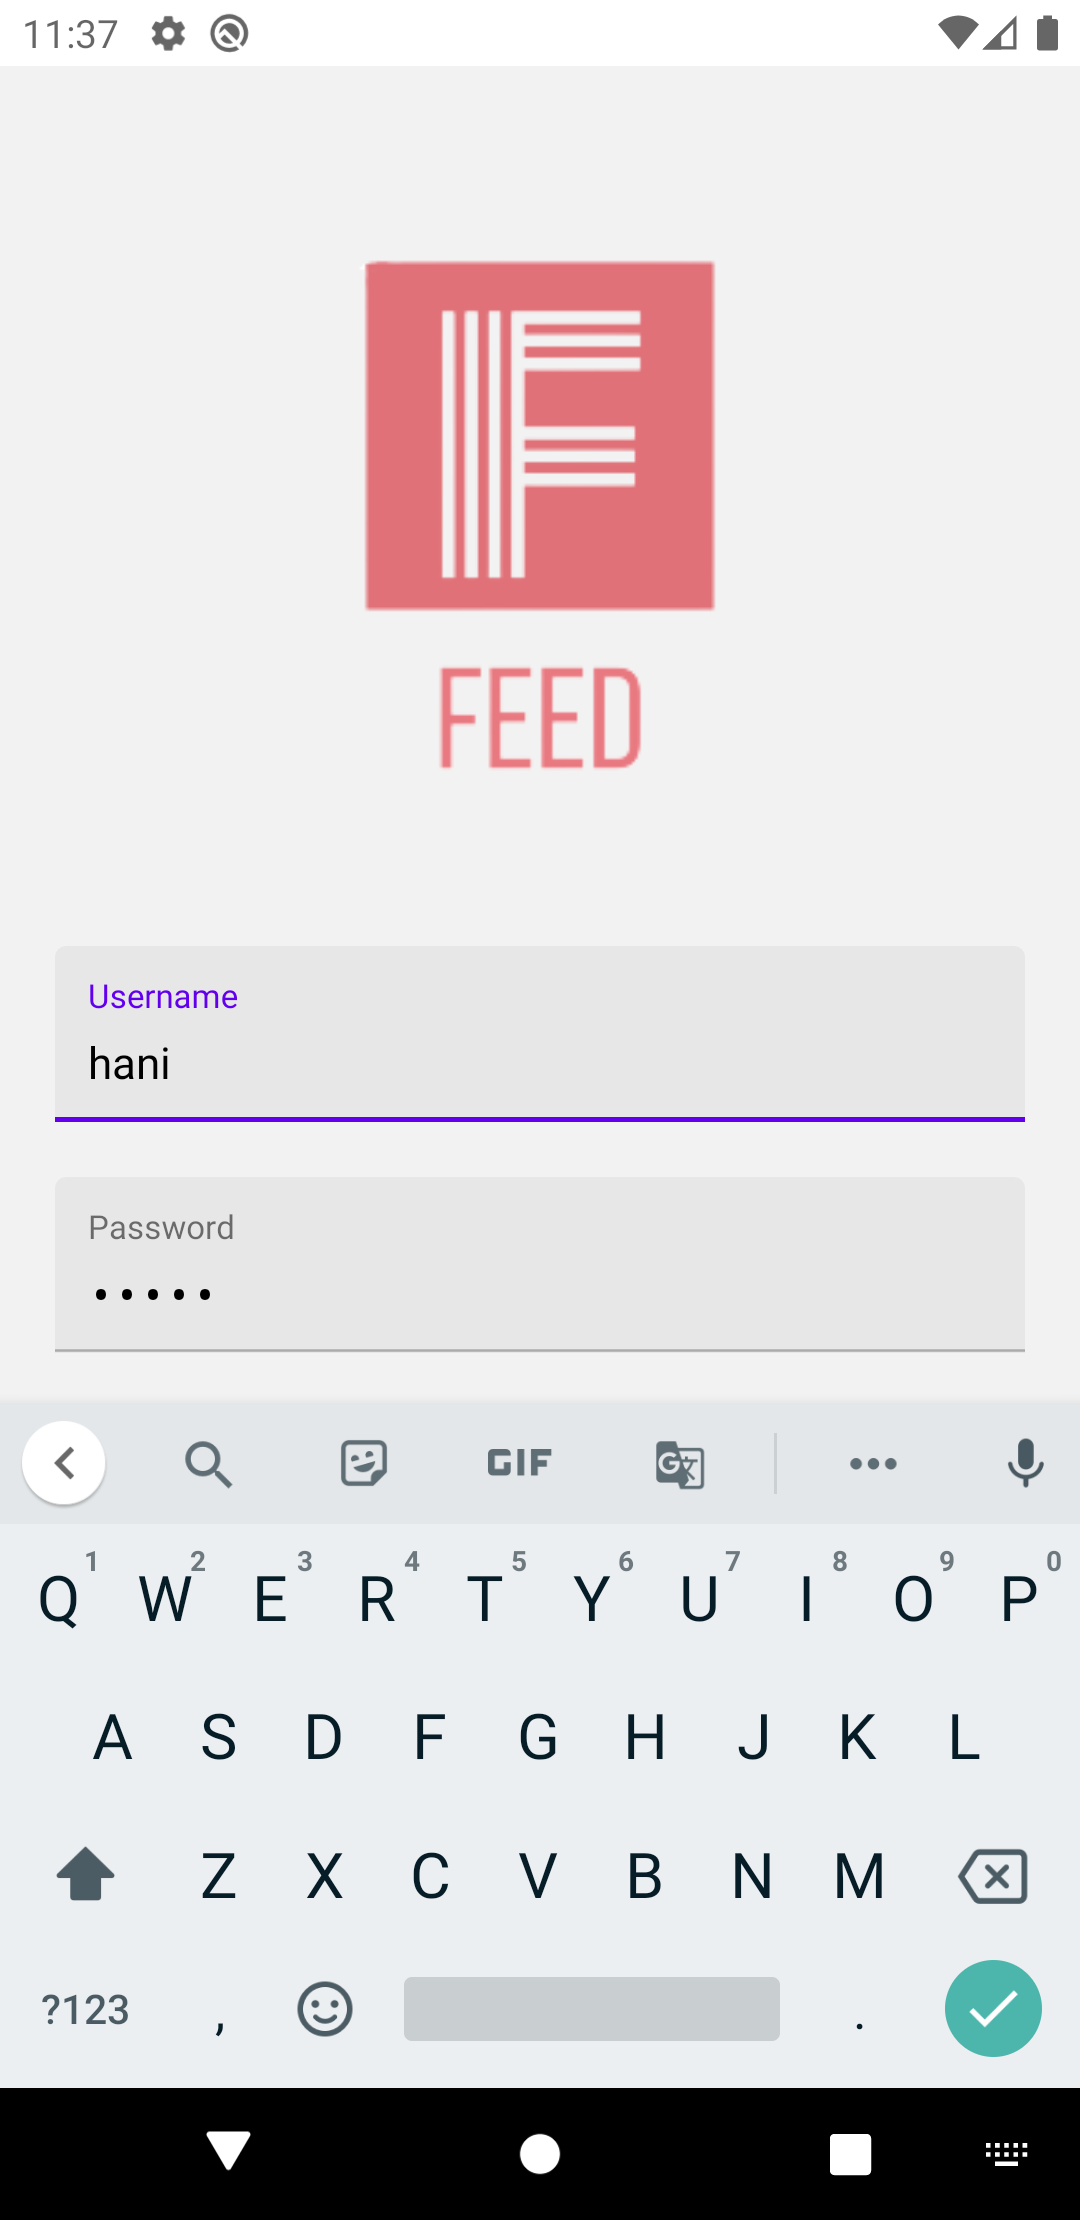 11:37
F
FEED
Username
hani
Password
•••••
GIF
G
1 2 3 4 5 6 7 8 9 0
Q W E R T Y U I O P
A S D F G H J K L
Z X C V B N M
?123 , .